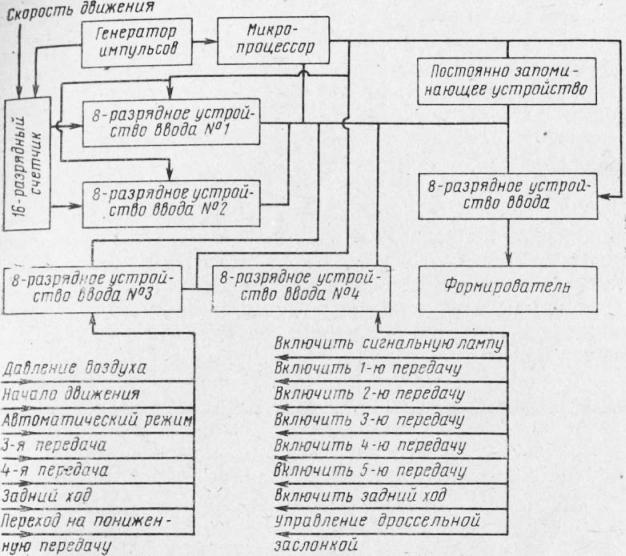 Скорость движения
Генератор
импульсов
Микро-
процессор
Постоянно запоми-
нающее устройство
16-разрядный
счетчик
8-разрядное устрой-
ство ввода №1
8-разрядное устрой-
ство ввода №2
8-разрядное устрой-
ство ввода
8-разрядное устрой-
ство ввода №3
8-разрядное устрой-
ство ввода №4
Формирователь
Давление воздуха
Начало движения
Автоматический режим
3-я передача
4-я передача
Задний ход
Переход на понижен-
ную передачу
Включить сигнальную лампу
Включить 1-ю передачу
Включить 2-ю передачу
Включить 3-ю передачу
Включить 4-ю передачу
Включить 5-ю передачу
Включить задний ход
Управление дроссельной
заслонкой